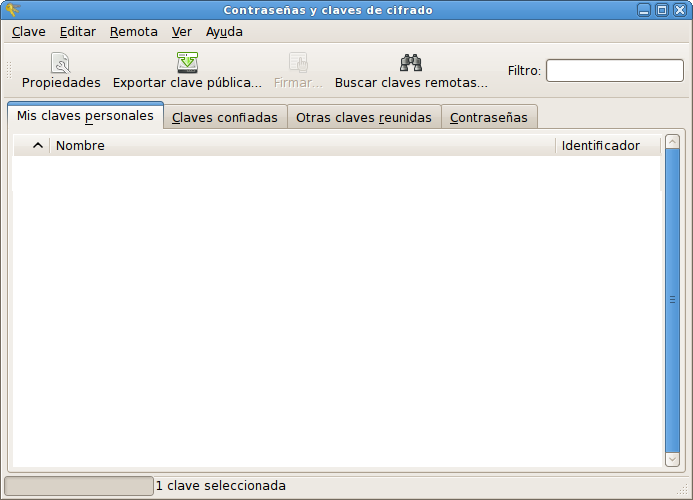 Contraseñas y claves de cifrado
Clave Editar Remota Ver Ayuda
Propiedades Exportar clave pública... Firmar... Buscar claves remotas... Filtro:
Mis claves personales Claves confiadas Otras claves reunidas Contraseñas
Nombre Identificador
1 clave seleccionada